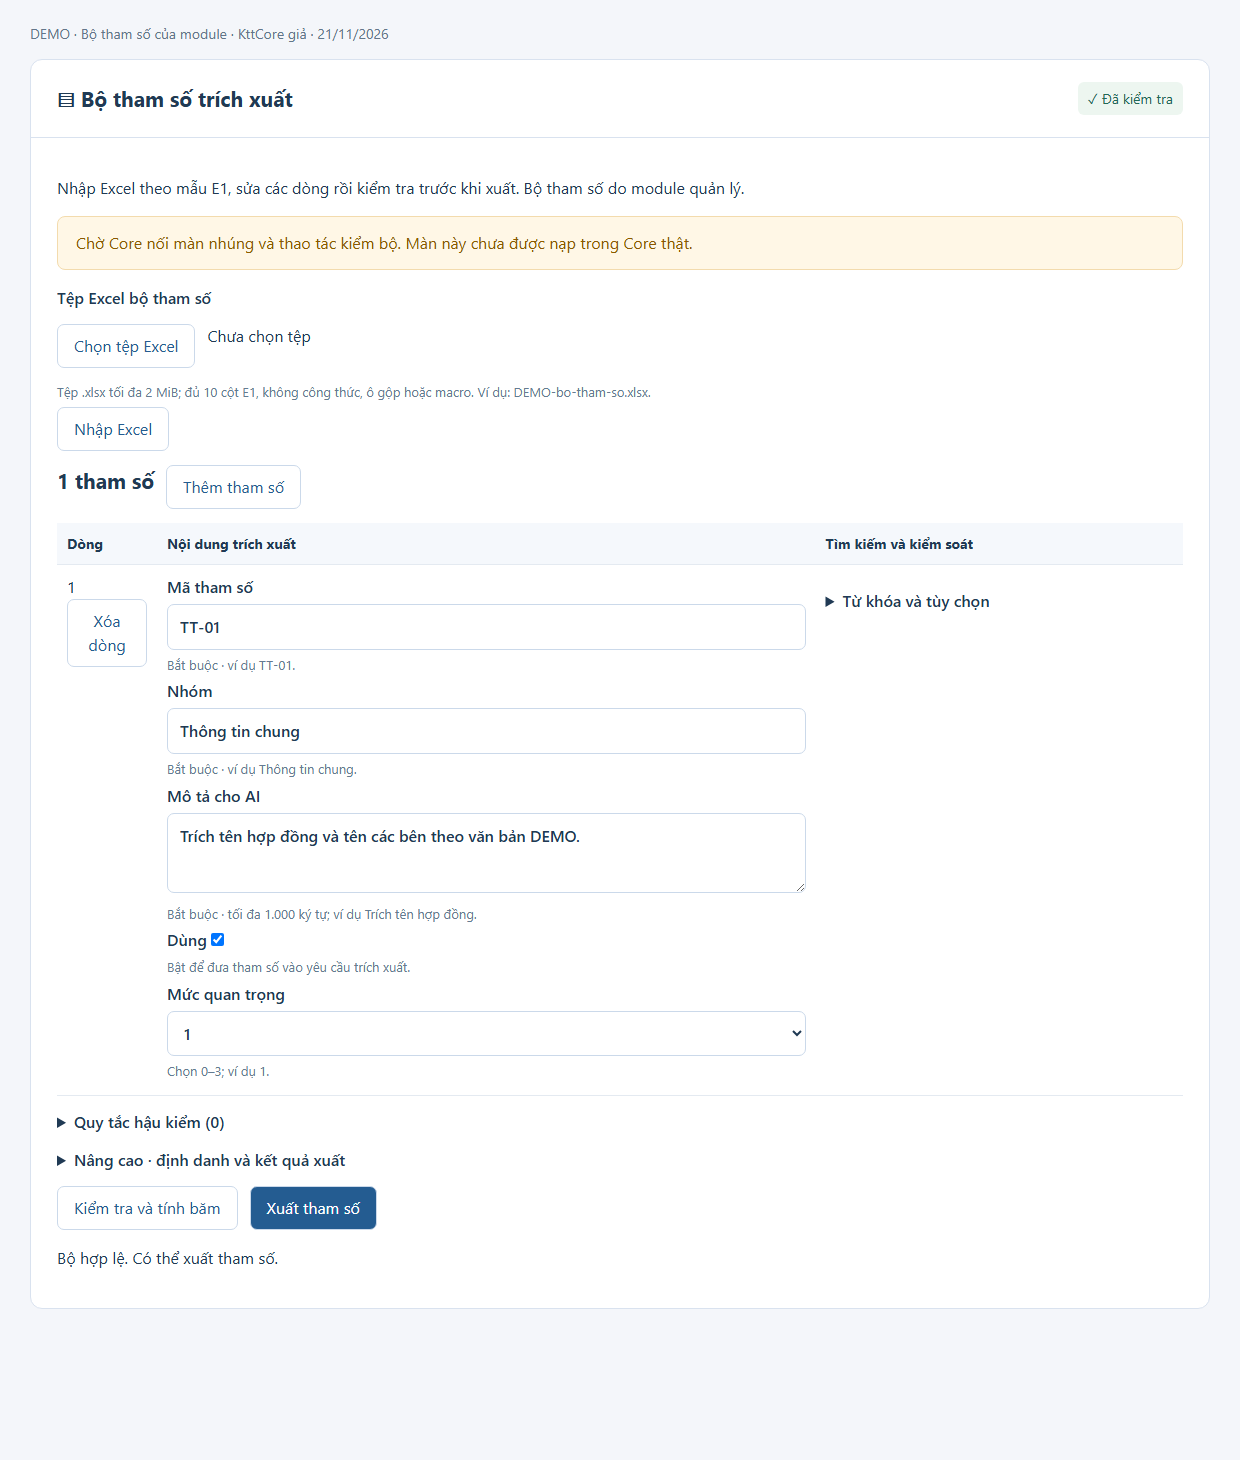 DEMO · Bộ tham số của module · KttCore giả · 21/11/2026
Bộ tham số trích xuất
✓ Đã kiểm tra
Nhập Excel theo mẫu E1, sửa các dòng rồi kiểm tra trước khi xuất. Bộ tham số do module quản lý.
Chờ Core nối màn nhúng và thao tác kiểm bộ. Màn này chưa được nạp trong Core thật.
Tệp Excel bộ tham số
Chọn tệp Excel
Chưa chọn tệp
Tệp .xlsx tối đa 2 MiB; đủ 10 cột E1, không công thức, ô gộp hoặc macro. Ví dụ: DEMO-bo-tham-so.xlsx.
Nhập Excel
1 tham số
Thêm tham số
Dòng
Nội dung trích xuất
Tìm kiếm và kiểm soát
1
Xóa
dòng
Mã tham số
TT-01
Bắt buộc · ví dụ TT-01.
Nhóm
Thông tin chung
Bắt buộc · ví dụ Thông tin chung.
Mô tả cho AI
Trích tên hợp đồng và tên các bên theo văn bản DEMO.
Bắt buộc · tối đa 1.000 ký tự; ví dụ Trích tên hợp đồng.
Dùng
Bật để đưa tham số vào yêu cầu trích xuất.
Mức quan trọng
1
Chọn 0–3; ví dụ 1.
Từ khóa và tùy chọn
Quy tắc hậu kiểm (0)
Nâng cao · định danh và kết quả xuất
Kiểm tra và tính băm
Xuất tham số
Bộ hợp lệ. Có thể xuất tham số.